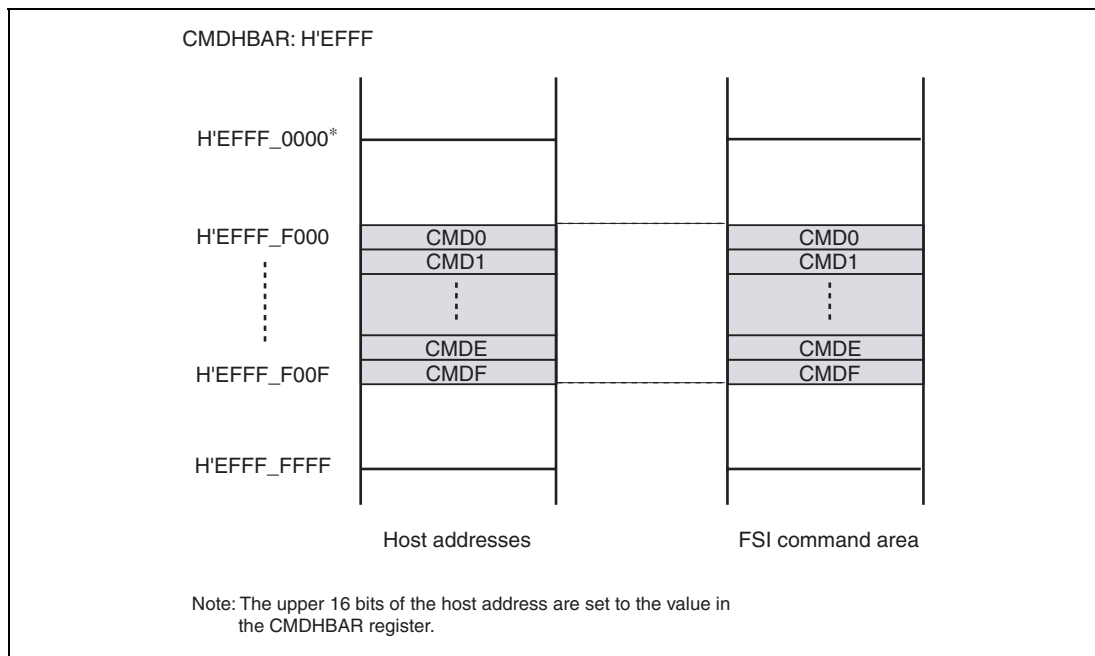 CMDHBAR: H'EFFF
H'EFFF_0000*
H'EFFF_F000
CMD0
CMD0
CMD1
CMD1
CMDE
CMDE
H'EFFF_F00F
CMDF
CMDF
H'EFFF_FFFF
Host addresses
FSI command area
Note: The upper 16 bits of the host address are set to the value in
the CMDHBAR register.